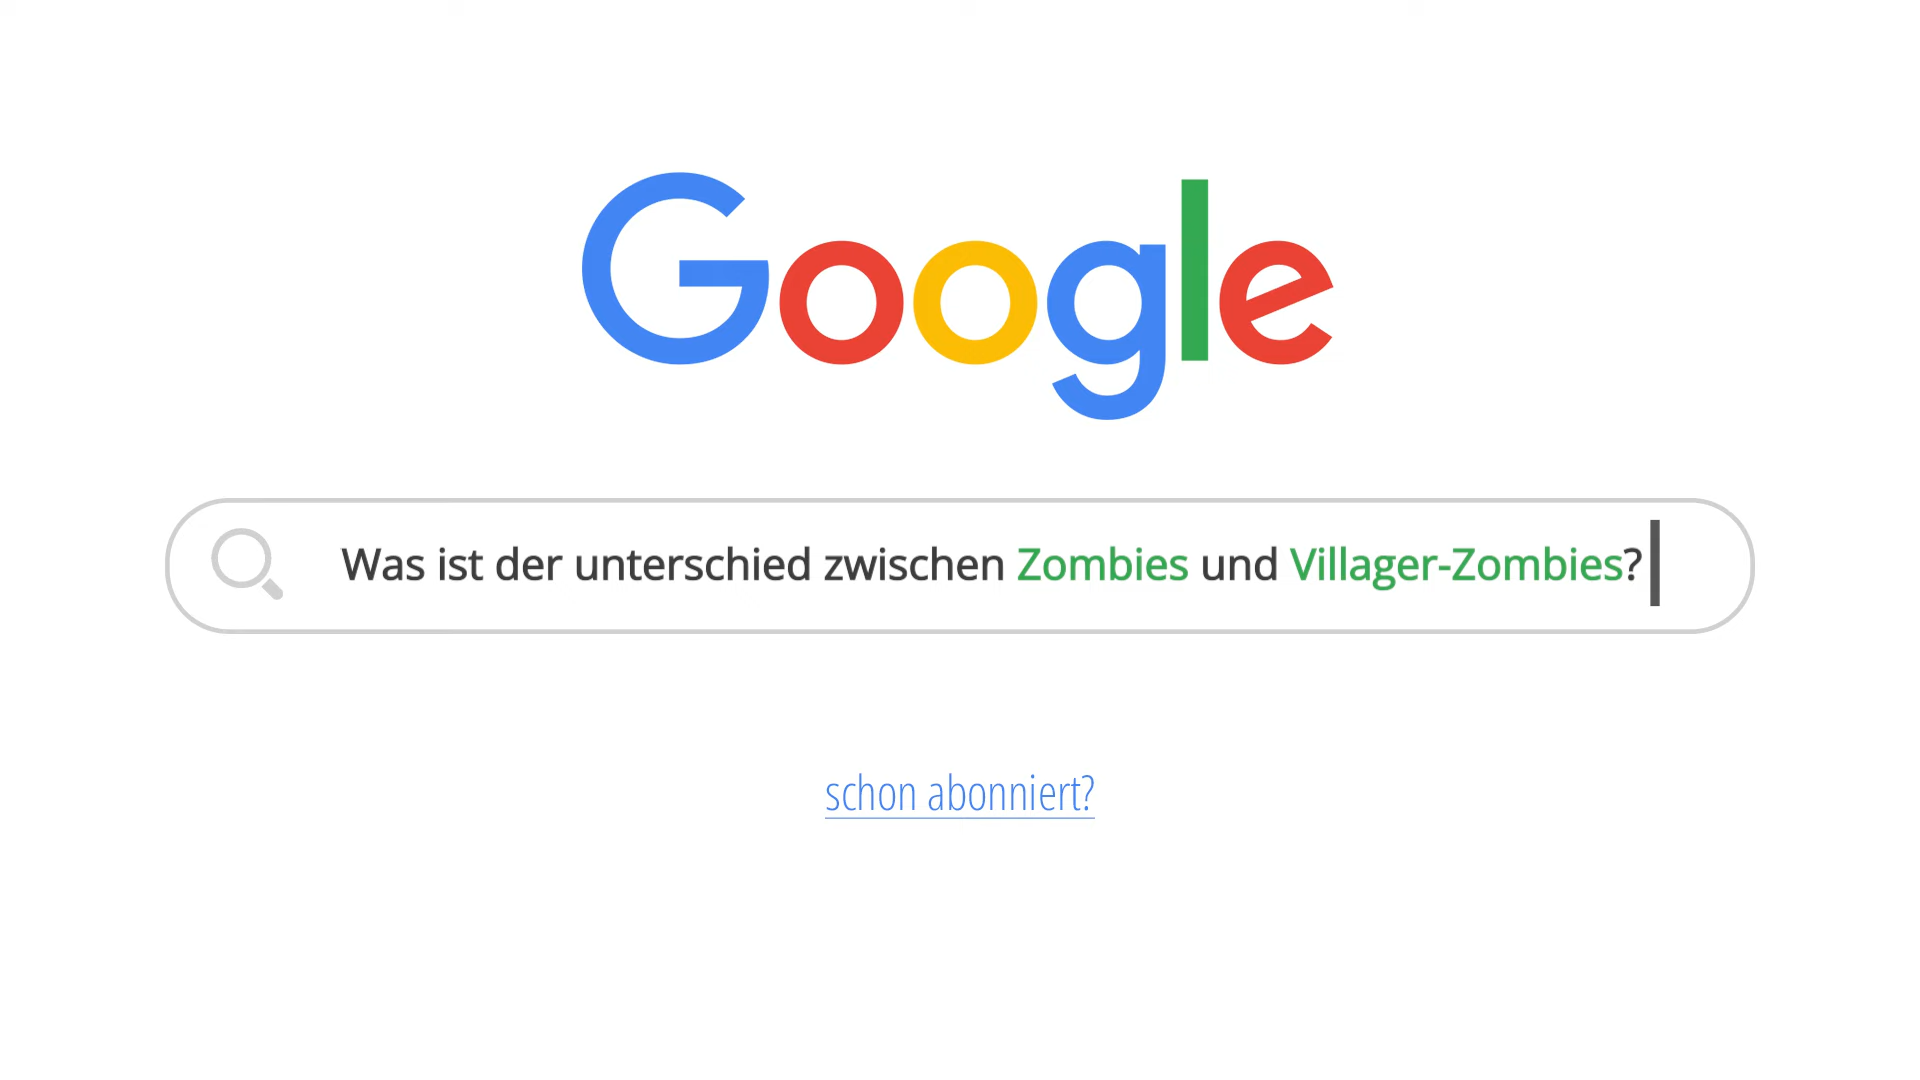 Google
Was ist der unterschied zwischen Zombies und Villager-Zombies?
schon abonniert?